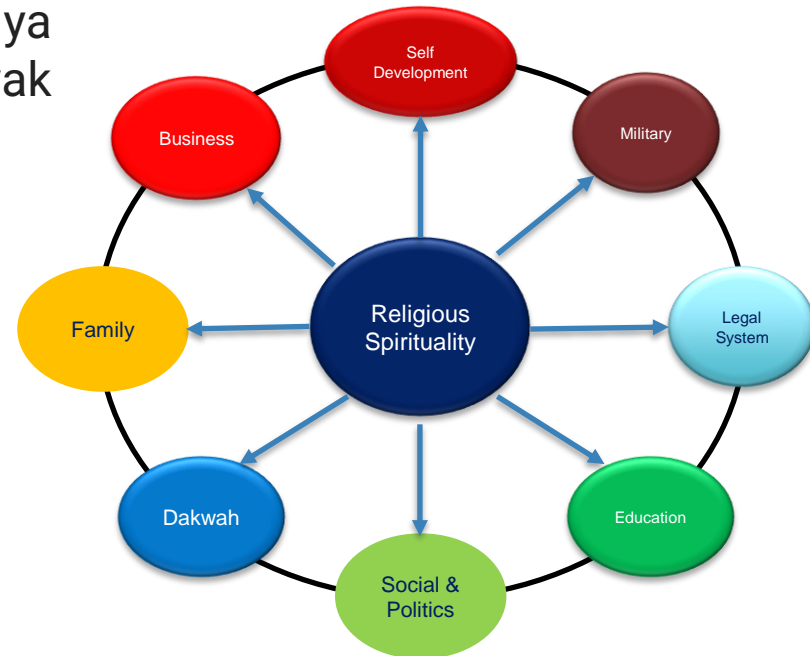 ya
ak
Self
Development
Business
Military
Family
Religious
Spirituality
Legal
System
Dakwah
Education
Social &
Politics